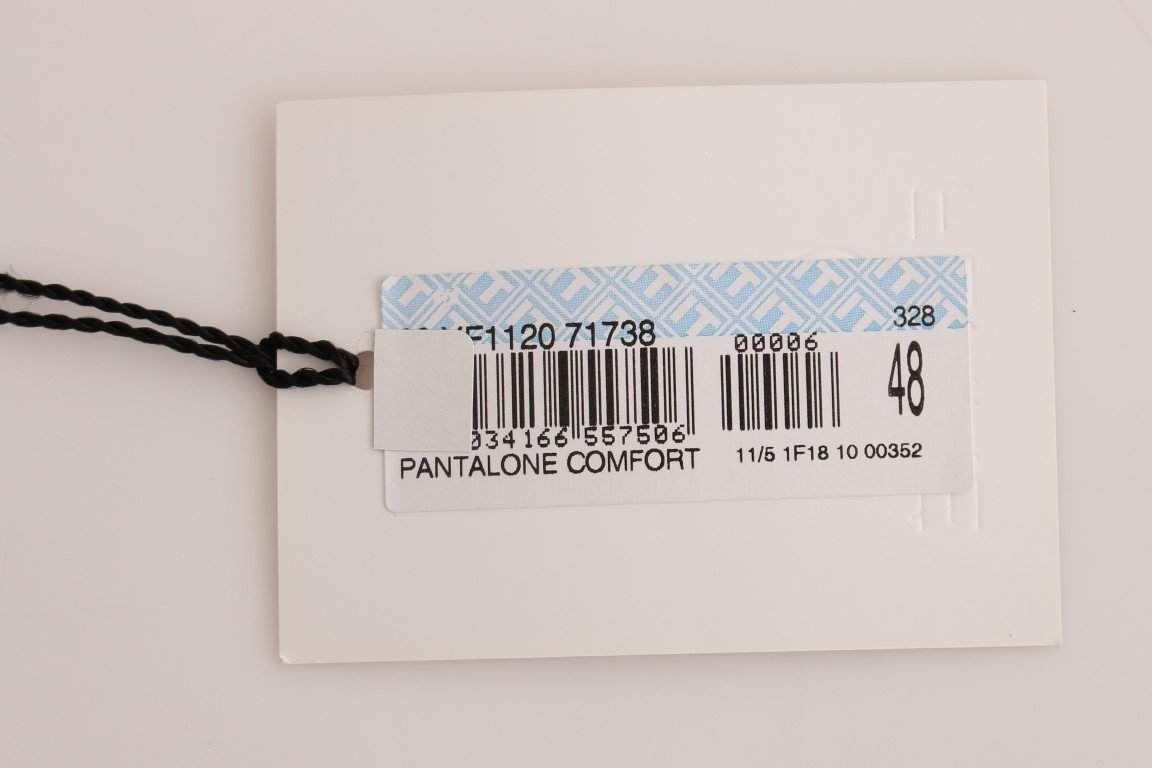 F1120 71738
328
00006
48
034166 557506
PANTALONE COMFORT
11/5 1F18 10 00352